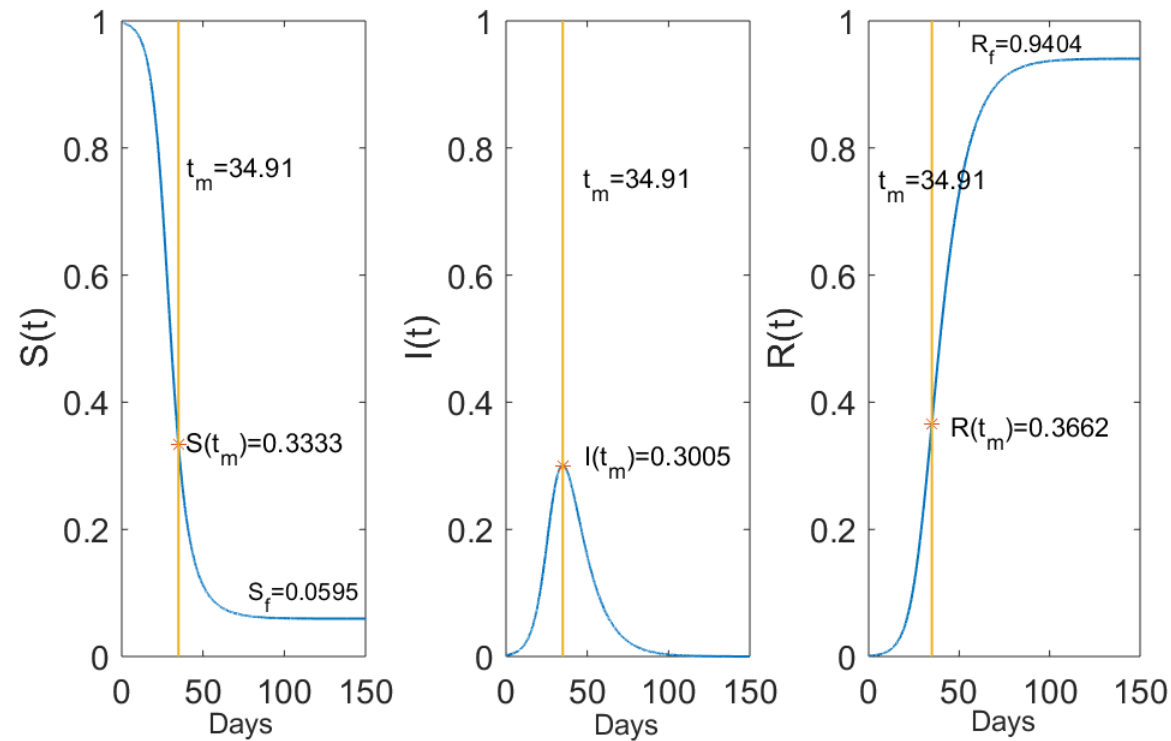 S(t)
1
0.8
0.6
0.4
0.2
0
t_m=34.91
S(t_m)=0.3333
S_f=0.0595
0
50
100
150
Days
I(t)
1
0.8
0.6
0.4
0.2
0
t_m=34.91
I(t_m)=0.3005
0
50
100
150
Days
R(t)
1
0.8
0.6
0.4
0.2
0
R_f=0.9404
t_m=34.91
R(t_m)=0.3662
0
50
100
150
Days